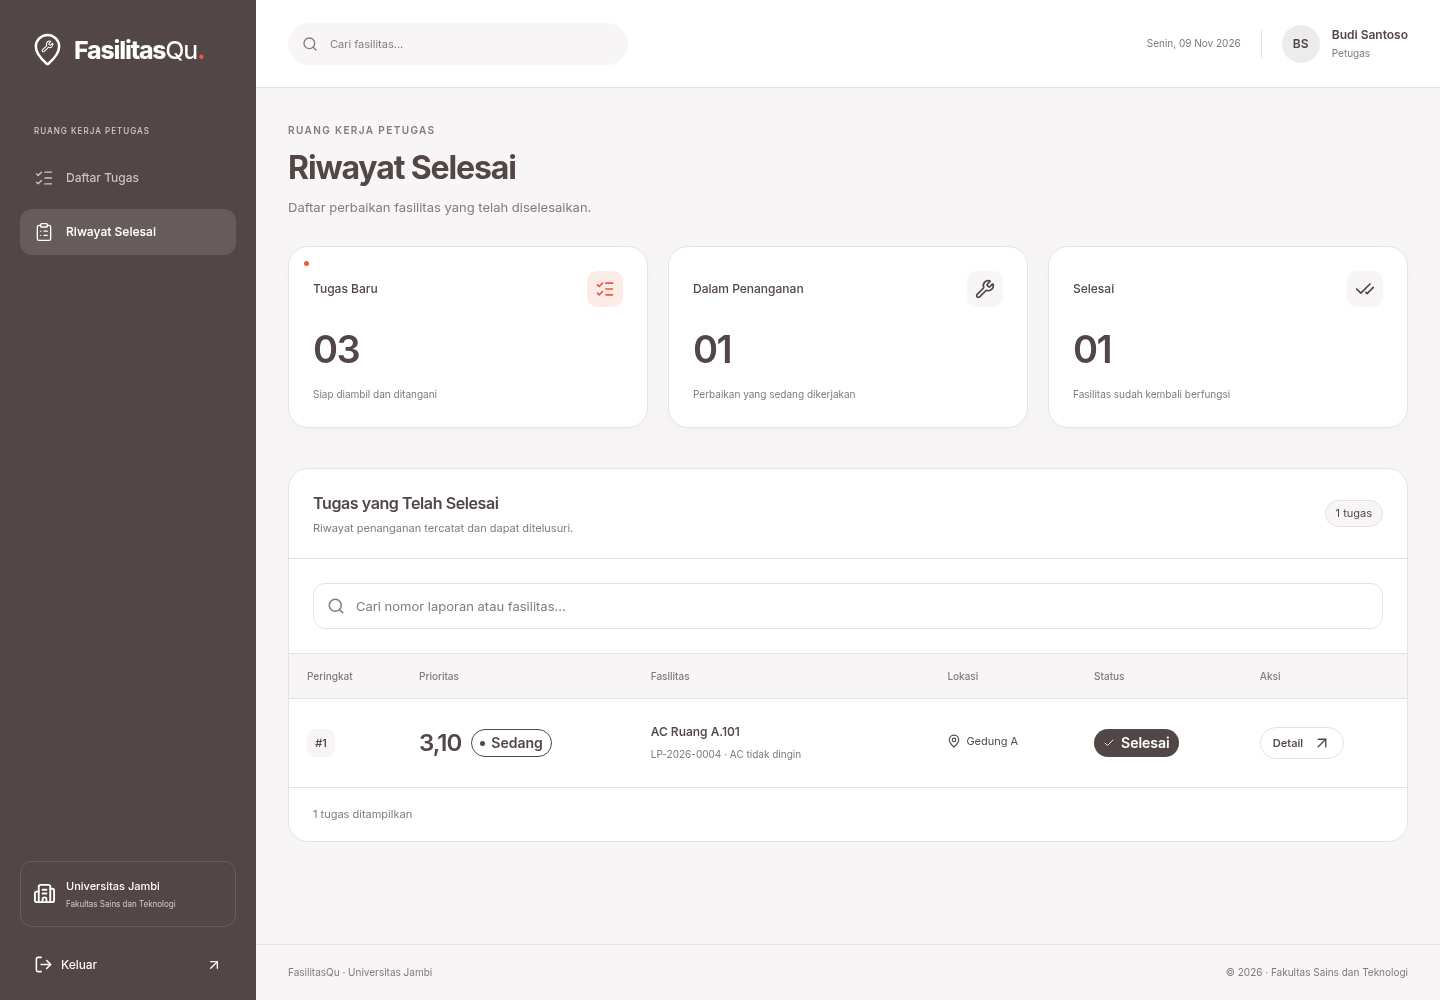 FasilitasQu.
Cari fasilitas...
Senin, 09 Nov 2026
BS
Budi Santoso
Petugas
RUANG KERJA PETUGAS
Daftar Tugas
Riwayat Selesai
RUANG KERJA PETUGAS
Riwayat Selesai
Daftar perbaikan fasilitas yang telah diselesaikan.
Tugas Baru
03
Siap diambil dan ditangani
Dalam Penanganan
01
Perbaikan yang sedang dikerjakan
Selesai
01
Fasilitas sudah kembali berfungsi
Tugas yang Telah Selesai
Riwayat penanganan tercatat dan dapat ditelusuri.
1 tugas
Cari nomor laporan atau fasilitas...
Peringkat Prioritas Fasilitas Lokasi Status Aksi
#1 3,10 • Sedang AC Ruang A.101 Gedung A Selesai Detail
LP-2026-0004 · AC tidak dingin
1 tugas ditampilkan
Universitas Jambi
Fakultas Sains dan Teknologi
Keluar
FasilitasQu · Universitas Jambi
© 2026 · Fakultas Sains dan Teknologi